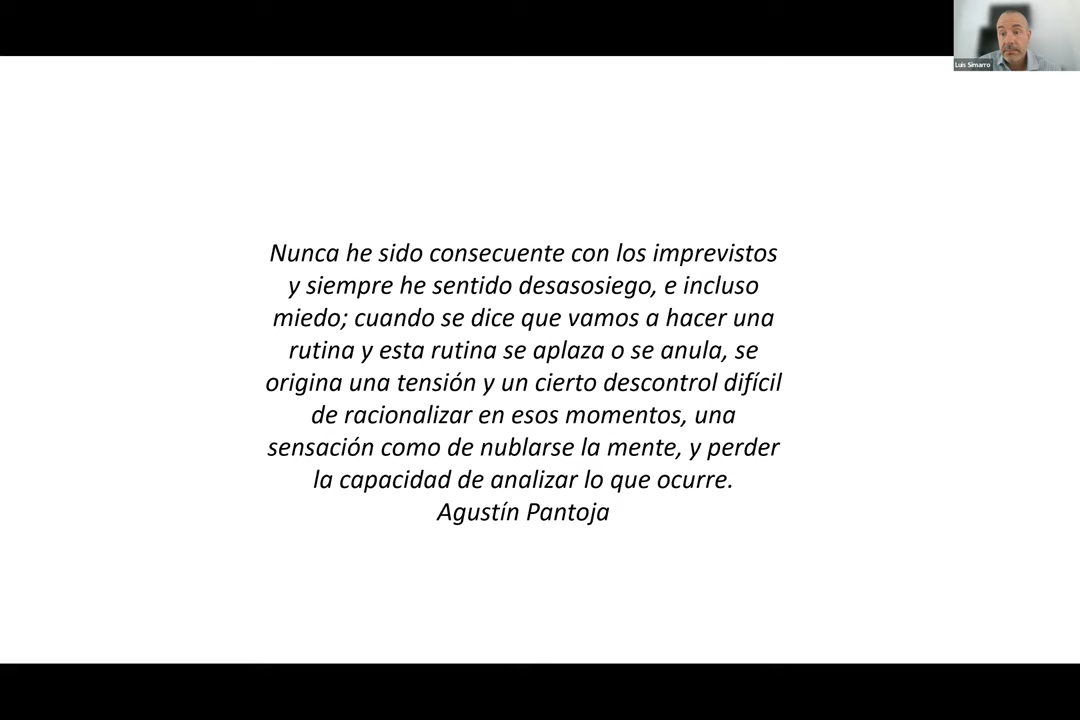 Luis Simarro
Nunca he sido consecuente con los imprevistos
y siempre he sentido desasosiego, e incluso
miedo; cuando se dice que vamos a hacer una
rutina y esta rutina se aplaza o se anula, se
origina una tensión y un cierto descontrol difícil
de racionalizar en esos momentos, una
sensación como de nublarse la mente, y perder
la capacidad de analizar lo que ocurre.
Agustín Pantoja